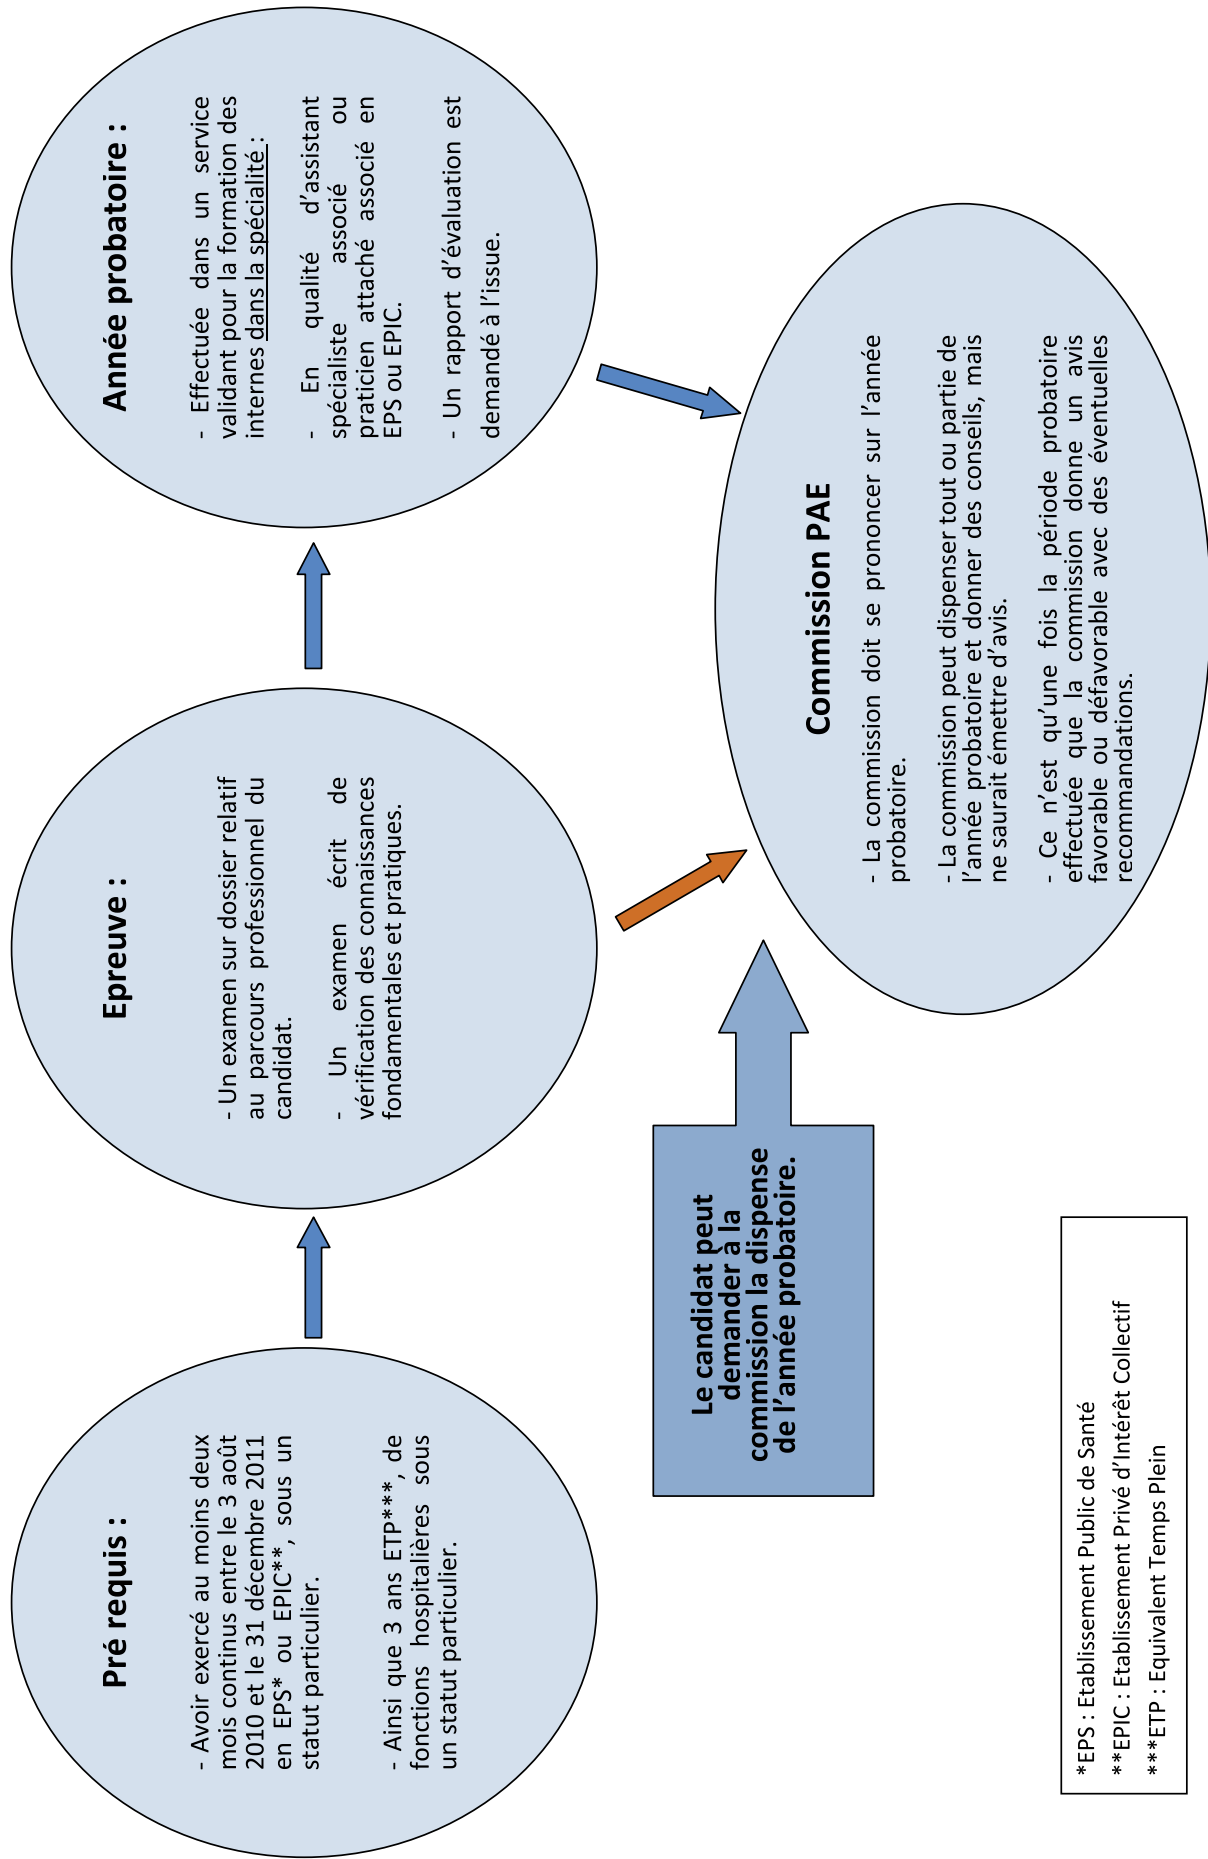 Pré requis :
- Avoir exercé au moins deux
mois continus entre le 3 août
2010 et le 31 décembre 2011
en EPS* ou EPIC**, sous un
statut particulier.
- Ainsi que 3 ans ETP***, de
fonctions hospitalières sous
un statut particulier.
Epreuve :
- Un examen sur dossier relatif
au parcours professionnel du
candidat.
- Un examen écrit de
vérification des connaissances
fondamentales et pratiques.
Année probatoire :
- Effectuée dans un service
validant pour la formation des
internes dans la spécialité :
- En qualité d'assistant
spécialiste associé ou
praticien attaché associé en
EPS ou EPIC.
- Un rapport d'évaluation est
demandé à l'issue.
Le candidat peut
demander à la
commission la dispense
de l'année probatoire.
Commission PAE
- La commission doit se prononcer sur l'année
probatoire.
- La commission peut dispenser tout ou partie de
l'année probatoire et donner des conseils, mais
ne saurait émettre d'avis.
- Ce n'est qu'une fois la période probatoire
effectuée que la commission donne un avis
favorable ou défavorable avec des éventuelles
recommandations.
*EPS : Etablissement Public de Santé
**EPIC : Etablissement Privé d'Intérêt Collectif
***ETP : Equivalent Temps Plein